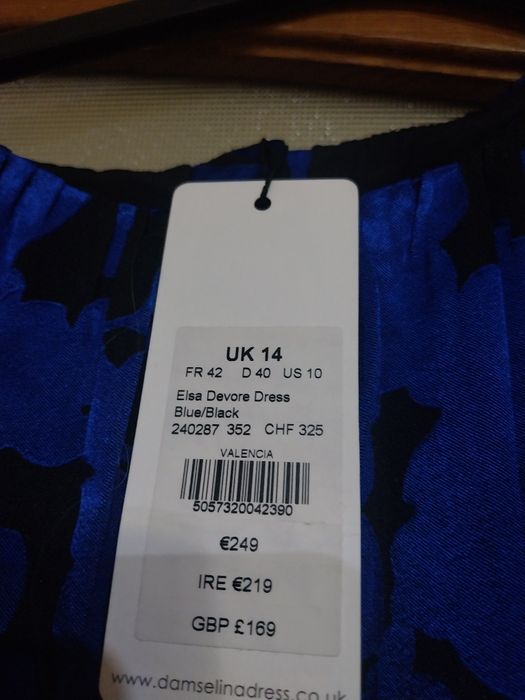 UK 14
FR 42 D 40 US 10
Elsa Devore Dress
Blue/Black
240287 352 CHF 325
VALENCIA
5057320042390
€249
IRE €219
GBP £169
www.damselinadress.co.uk